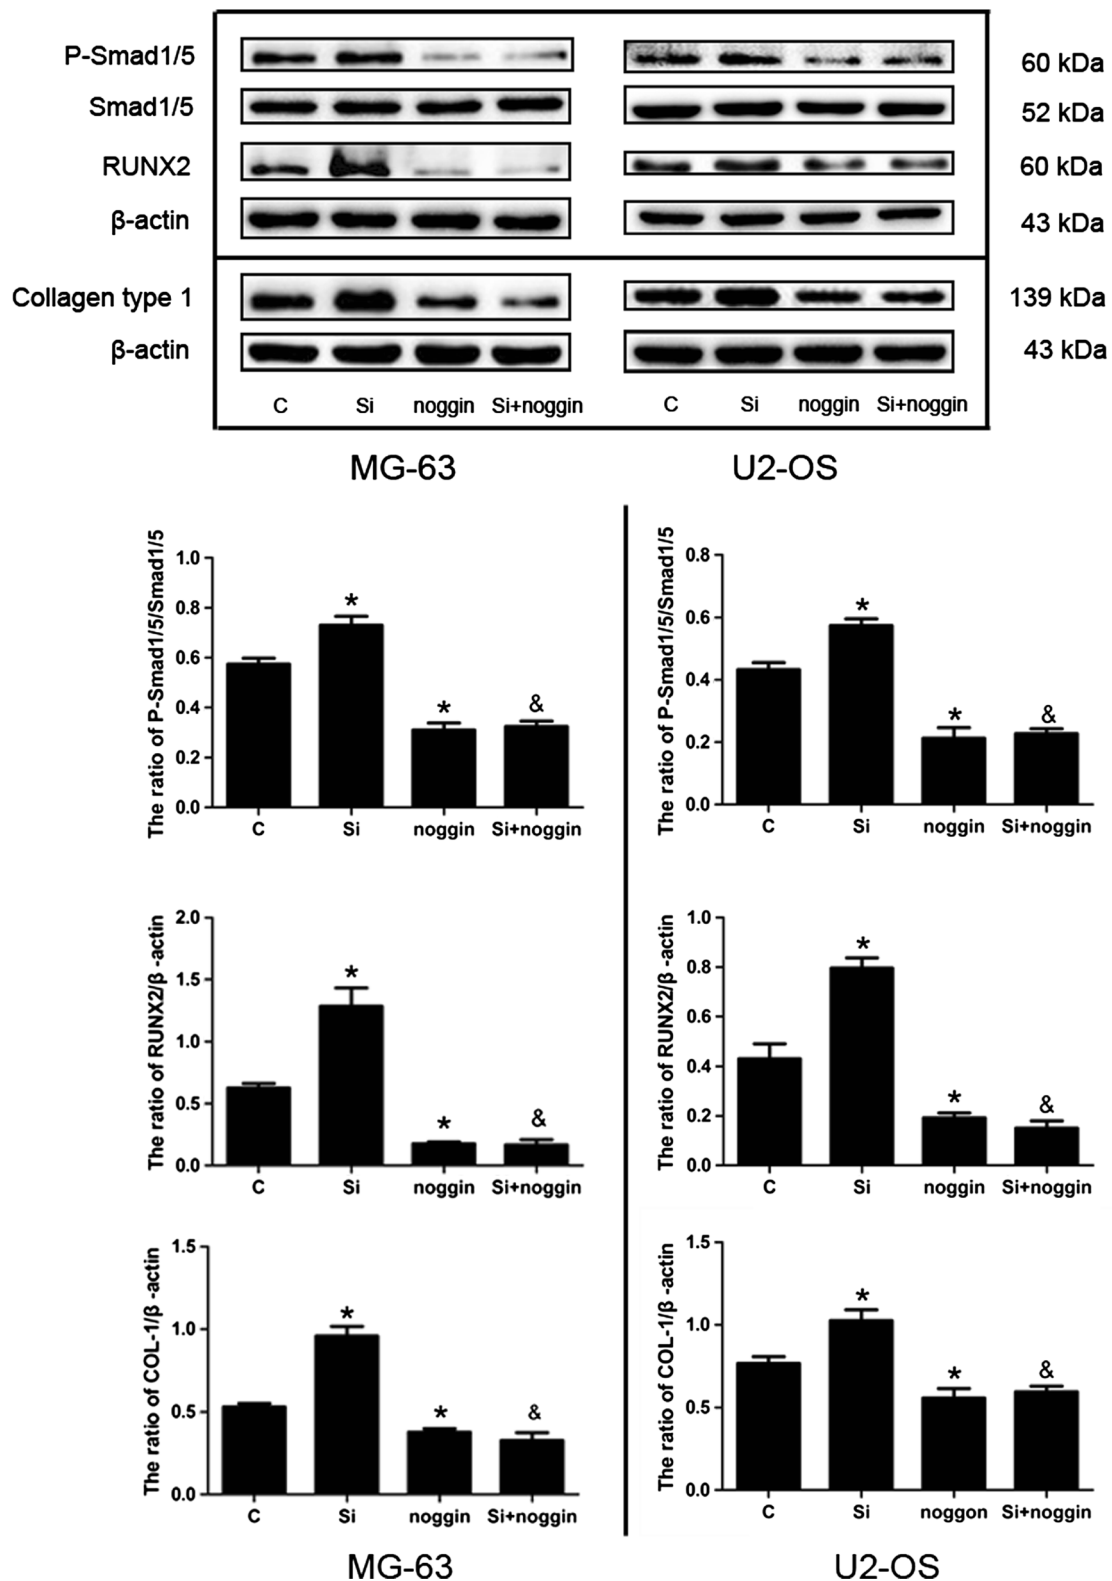 P-Smad1/5
60 kDa
Smad1/5
52 kDa
RUNX2
60 kDa
β-actin
43 kDa
Collagen type 1
139 kDa
β-actin
43 kDa
C Si noggin Si+noggin
C Si noggin Si+noggin
MG-63
U2-OS
The ratio of P-Smad1/5/Smad1/5
1.0
0.8
0.6
0.4
0.2
0.0
*
*
&
C Si noggin Si+noggin
The ratio of P-Smad1/5/Smad1/5
0.8
0.6
0.4
0.2
0.0
*
*
&
C Si noggin Si+noggin
The ratio of RUNX2/β -actin
2.0
1.5
1.0
0.5
0.0
*
*
&
C Si noggin Si+noggin
The ratio of RUNX2/β -actin
1.0
0.8
0.6
0.4
0.2
0.0
*
*
&
C Si noggin Si+noggin
The ratio of COL-1/β -actin
1.5
1.0
0.5
0.0
*
*
&
C Si noggin Si+noggin
The ratio of COL-1/β -actin
1.5
1.0
0.5
0.0
*
*
&
C Si noggon Si+noggin
MG-63
U2-OS